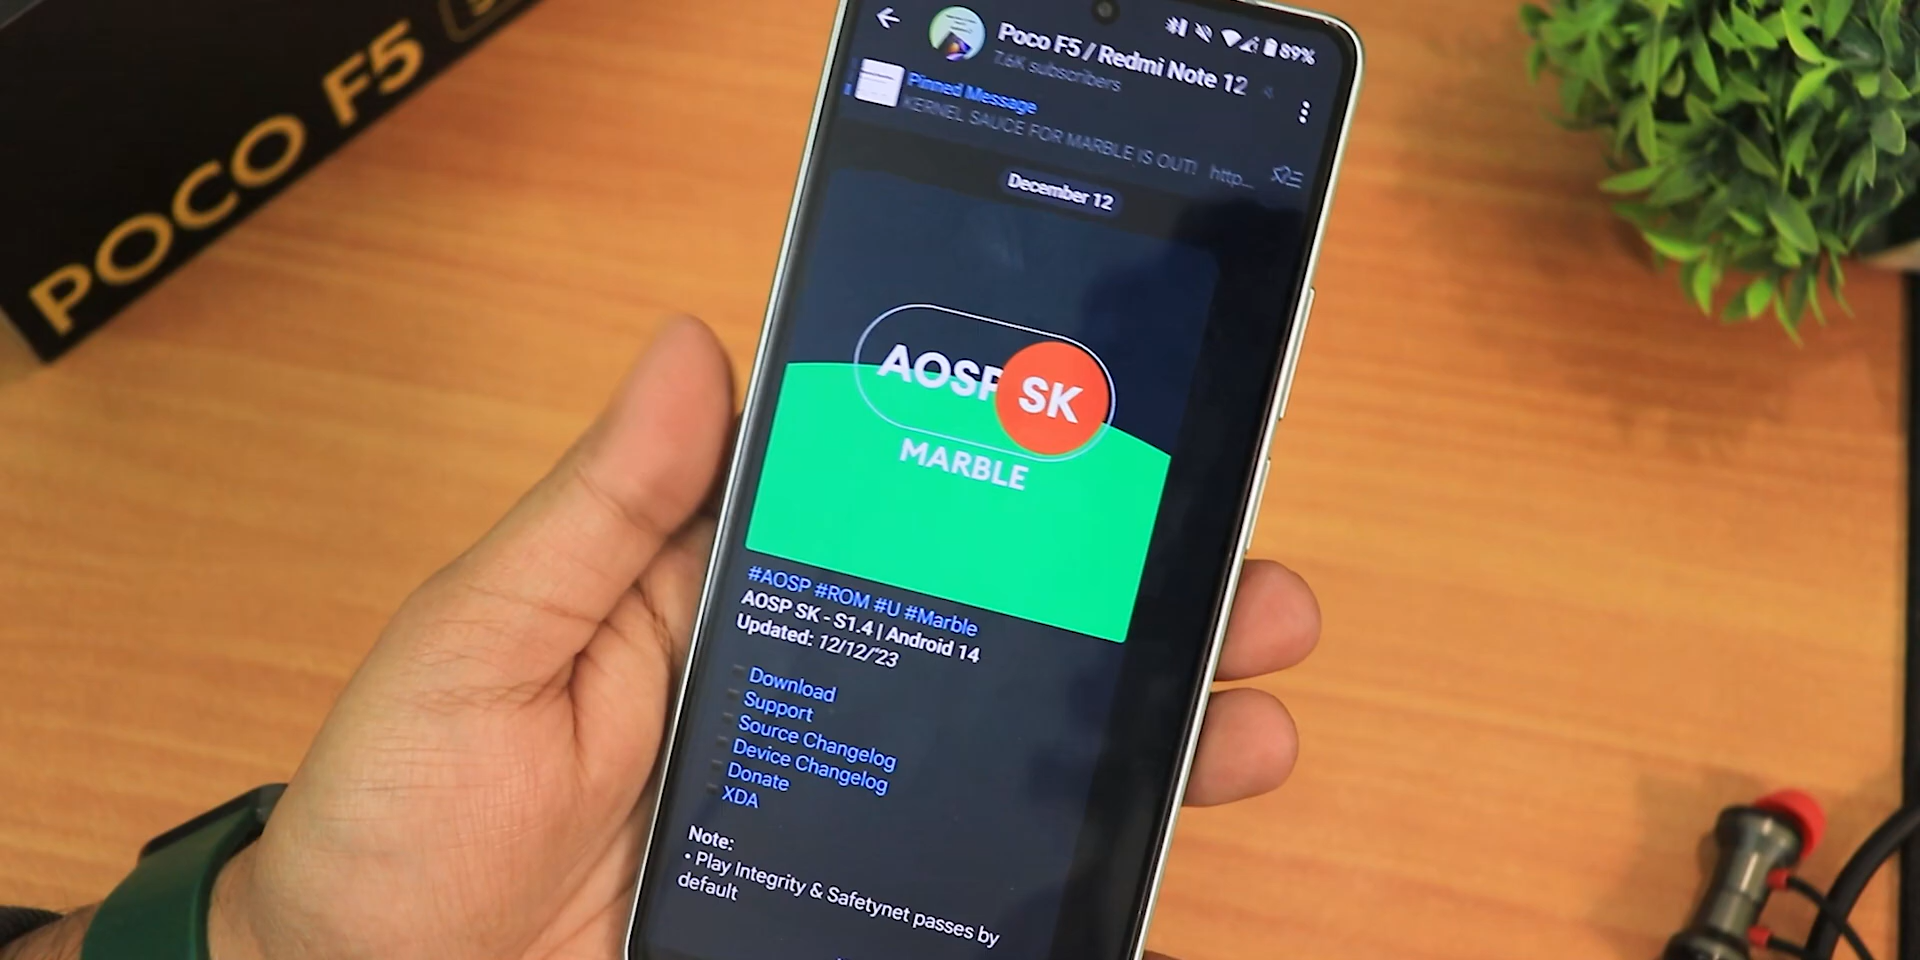 POCO F5
89%
Poco F5 / Redmi Note 12
7.6K subscribers
Pinned Message
KERNEL SAUCE FOR MARBLE IS OUT! http...
December 12
AOSP SK
MARBLE
#AOSP #ROM #U #Marble
AOSP SK - S1.4 | Android 14
Updated: 12/12/'23
Download
Support
Source Changelog
Device Changelog
Donate
XDA
Note:
• Play Integrity & Safetynet passes by
default